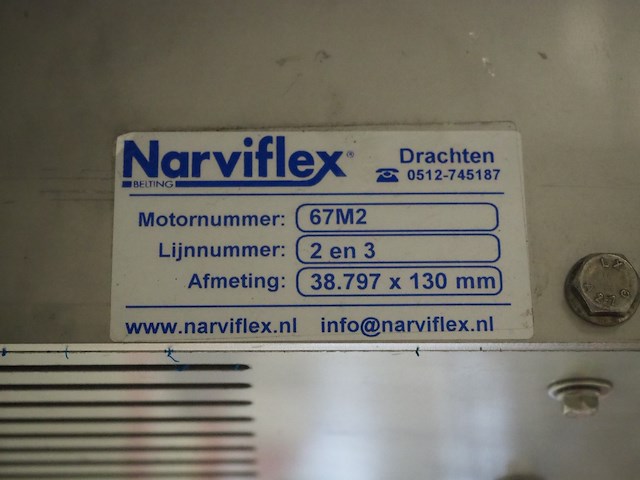 Narviflex®
BELTING
Drachten
☎ 0512-745187
Motornummer: 67M2
Lijnnummer: 2 en 3
Afmeting: 38.797 x 130 mm
www.narviflex.nl info@narviflex.nl